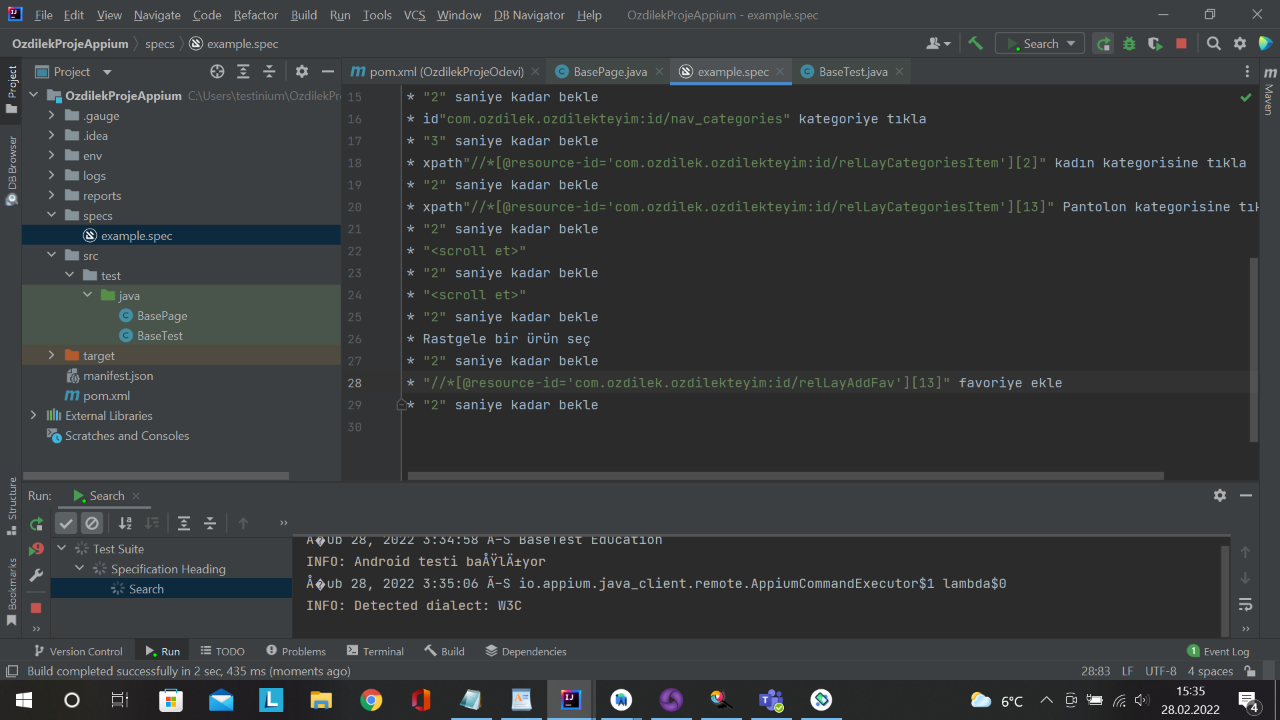 File Edit View Navigate Code Refactor Build Run Tools VCS Window DB Navigator Help OzdilekProjeAppium - example.spec
OzdilekProjeAppium specs example.spec Search
Project
pom.xml (OzdilekProjeOdevi) BasePage.java example.spec BaseTest.java
OzdilekProjeAppium C:\Users\testinium\OzdilekPr
.gauge
.idea
env
logs
reports
specs
example.spec
src
test
java
BasePage
BaseTest
target
manifest.json
pom.xml
External Libraries
Scratches and Consoles
Project
DB Browser
Structure
Bookmarks
Maven
15 * "2" saniye kadar bekle
16 * id"com.ozdilek.ozdilekteyim:id/nav_categories" kategoriye tıkla
17 * "3" saniye kadar bekle
18 * xpath"//*[@resource-id='com.ozdilek.ozdilekteyim:id/relLayCategoriesItem'][2]" kadın kategorisine tıkla
19 * "2" saniye kadar bekle
20 * xpath"//*[@resource-id='com.ozdilek.ozdilekteyim:id/relLayCategoriesItem'][13]" Pantolon kategorisine tık
21 * "2" saniye kadar bekle
22 * "<scroll et>"
23 * "2" saniye kadar bekle
24 * "<scroll et>"
25 * "2" saniye kadar bekle
26 * Rastgele bir ürün seç
27 * "2" saniye kadar bekle
28 * "//*[@resource-id='com.ozdilek.ozdilekteyim:id/relLayAddFav'][13]" favoriye ekle
29 * "2" saniye kadar bekle
30
Run: Search
Test Suite
Specification Heading
Search
Å�ub 28, 2022 3:34:58 Ã–S BaseTest Education
INFO: Android testi baÅŸlÄ±yor
Å�ub 28, 2022 3:35:06 Ã–S io.appium.java_client.remote.AppiumCommandExecutor$1 lambda$0
INFO: Detected dialect: W3C
Version Control Run TODO Problems Terminal Build Dependencies 1 Event Log
Build completed successfully in 2 sec, 435 ms (moments ago) 28:83 LF UTF-8 4 spaces
L 6°C 15:35
28.02.2022 4